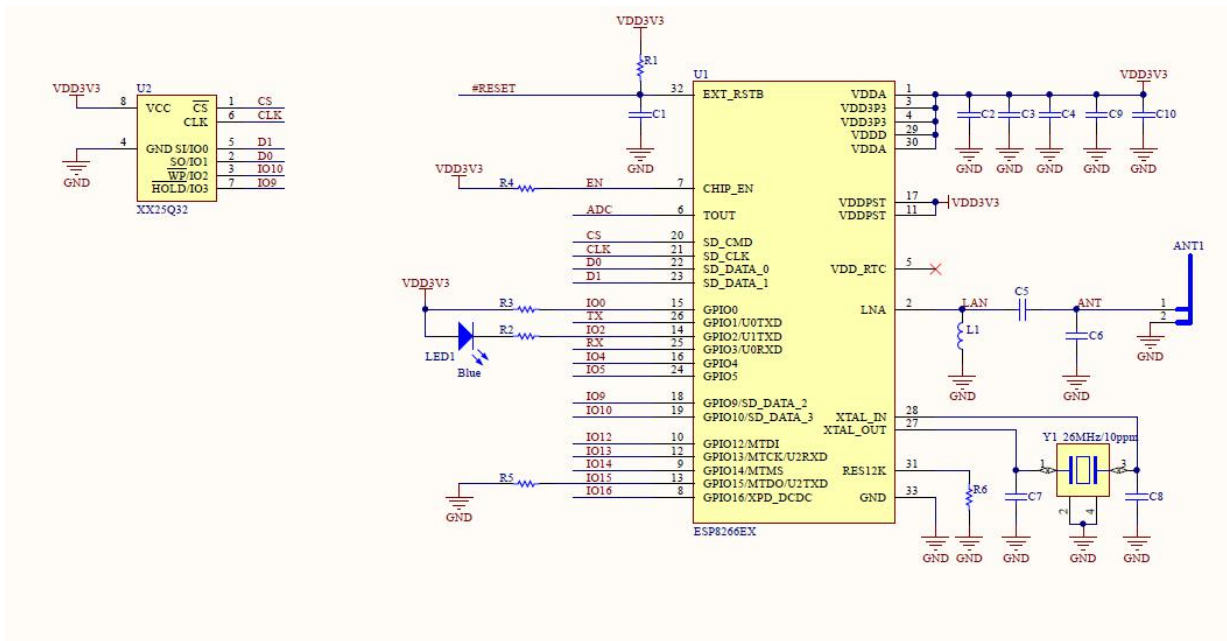 VDD3V3
R1
#RESET
32 EXT_RSTB
C1
GND
U2
VDD3V3
8 VCC CS 1 CS
CLK 6 CLK
4 GND SI/IO0 5 D1
SO/IO1 2 D0
WP/IO2 3 IO10
HOLD/IO3 7 IO9
GND
XX25Q32
U1
VDD3V3 R4 EN 7 CHIP_EN
ADC 6 TOUT
CS 20 SD_CMD
CLK 21 SD_CLK
D0 22 SD_DATA_0
D1 23 SD_DATA_1
VDD3V3
R3 IO0 15 GPIO0
TX 26 GPIO1/U0TXD
R2 IO2 14 GPIO2/U1TXD
RX 25 GPIO3/U0RXD
LED1
Blue
IO4 16 GPIO4
IO5 24 GPIO5
IO9 18 GPIO9/SD_DATA_2
IO10 19 GPIO10/SD_DATA_3
IO12 10 GPIO12/MTDI
IO13 12 GPIO13/MTCK/U2RXD
IO14 9 GPIO14/MTMS
R5 IO15 13 GPIO15/MTDO/U2TXD
IO16 8 GPIO16/XPD_DCDC
GND
ESP8266EX
VDD3V3
VDDA 1
VDD3P3 3
VDD3P3 4
VDDD 29
VDDA 30
C2 C3 C4 C9 C10
GND GND GND GND GND
VDDPST 17 VDD3V3
VDDPST 11
VDD_RTC 5
ANT1
LNA 2 LAN C5 ANT 1
2
L1 C6
GND
GND GND
XTAL_IN 28
XTAL_OUT 27
Y1 26MHz/10ppm
1 3
RES12K 31
R6 C7 C8
GND 33
2 4
GND GND GND GND GND